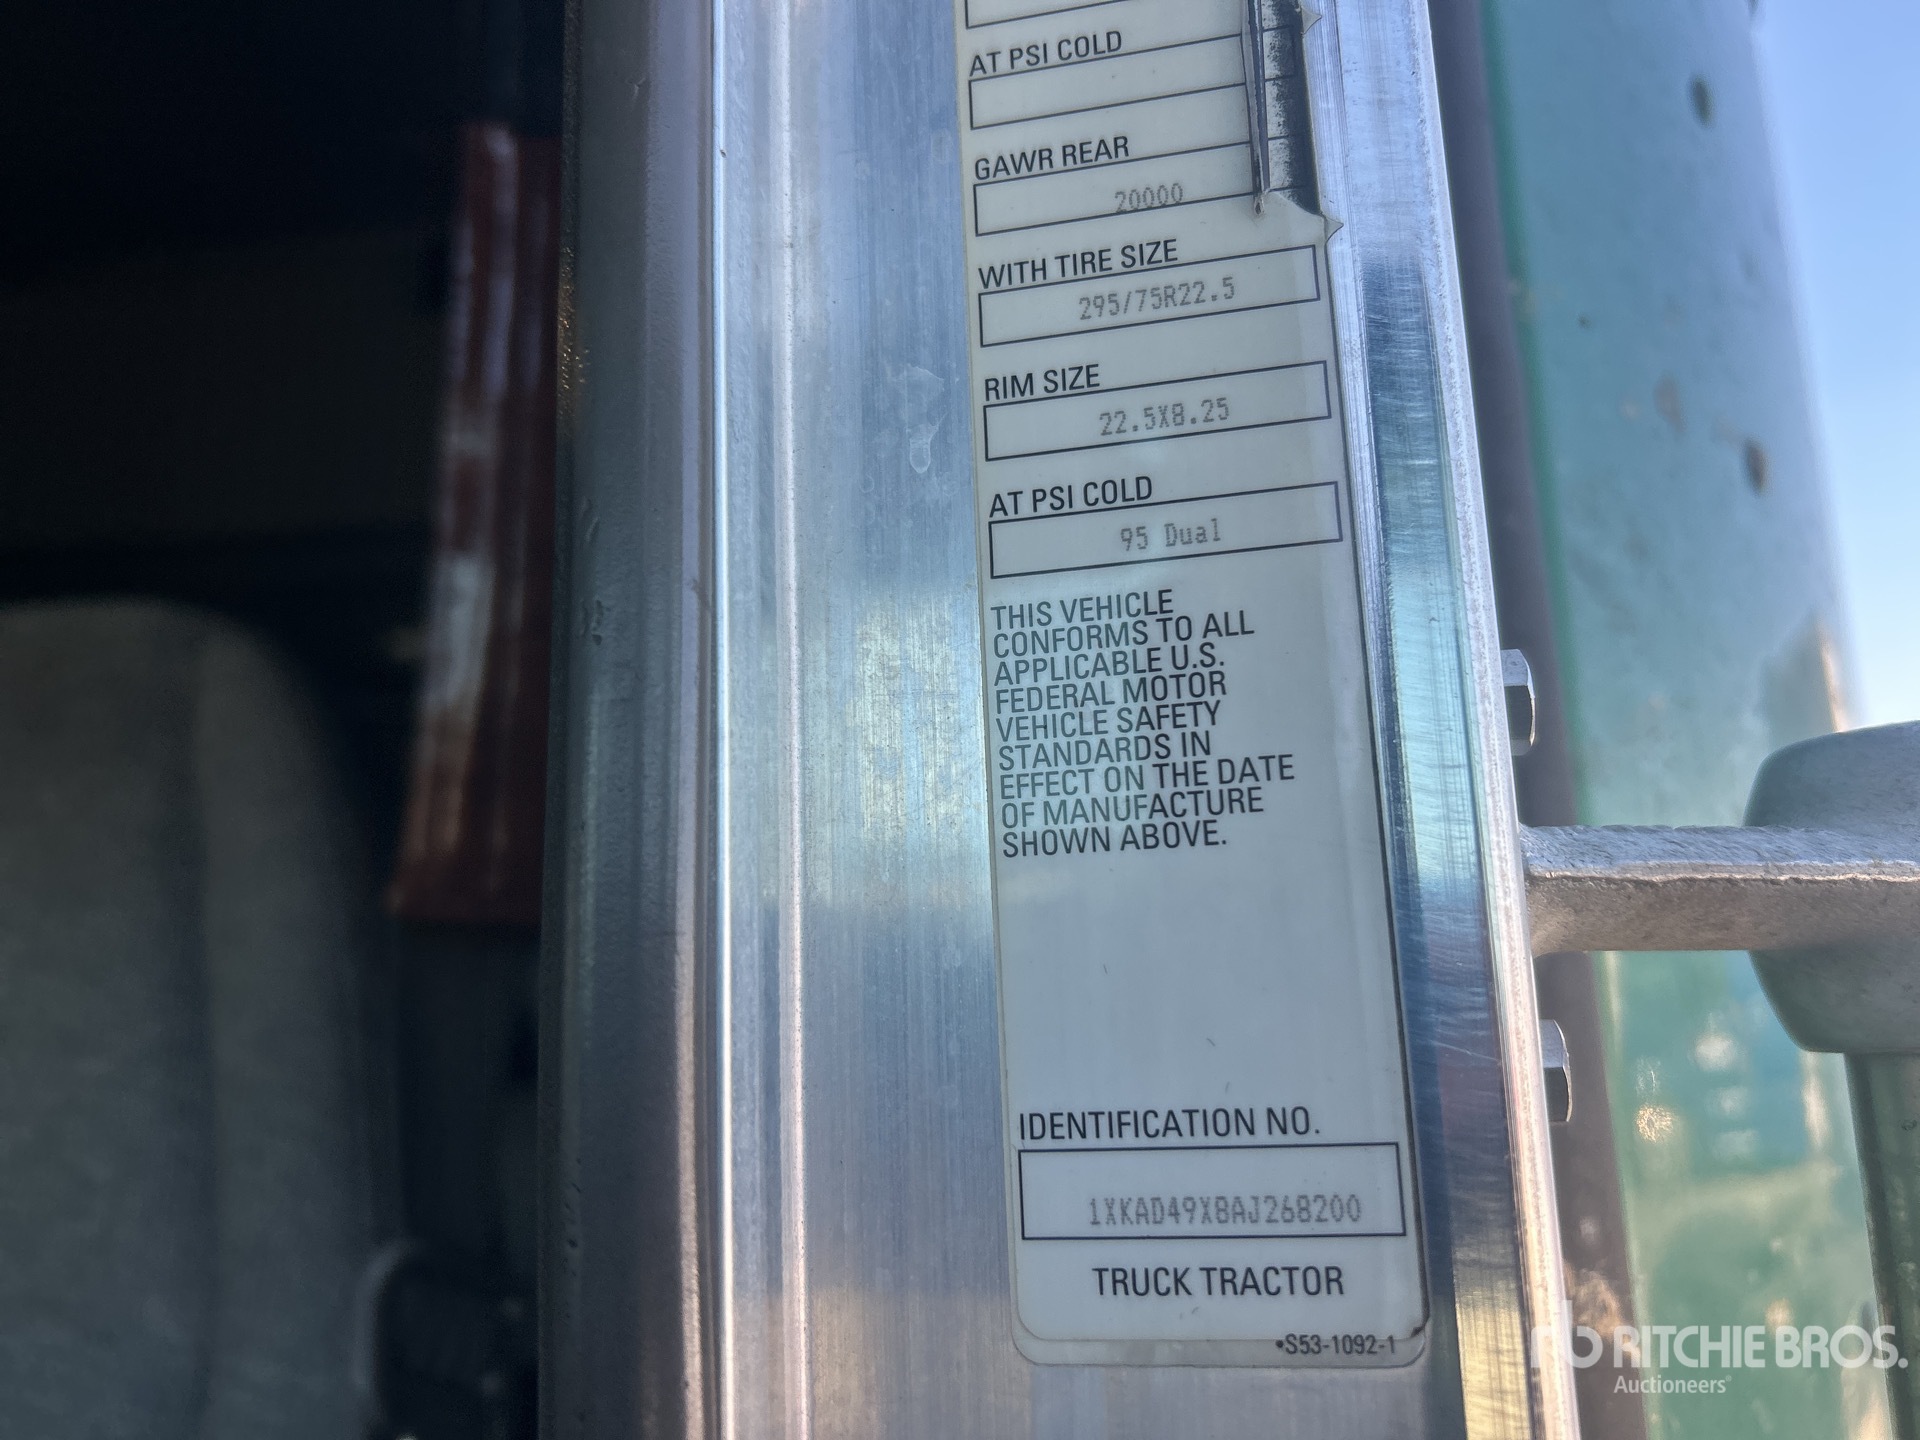 AT PSI COLD
GAWR REAR
20000
WITH TIRE SIZE
295/75R22.5
RIM SIZE
22.5X8.25
AT PSI COLD
95 Dual
THIS VEHICLE
CONFORMS TO ALL
APPLICABLE U.S.
FEDERAL MOTOR
VEHICLE SAFETY
STANDARDS IN
EFFECT ON THE DATE
OF MANUFACTURE
SHOWN ABOVE.
IDENTIFICATION NO.
1XKAD49X8AJ268200
TRUCK TRACTOR
•S53-1092-1
rb RITCHIE BROS.
Auctioneers